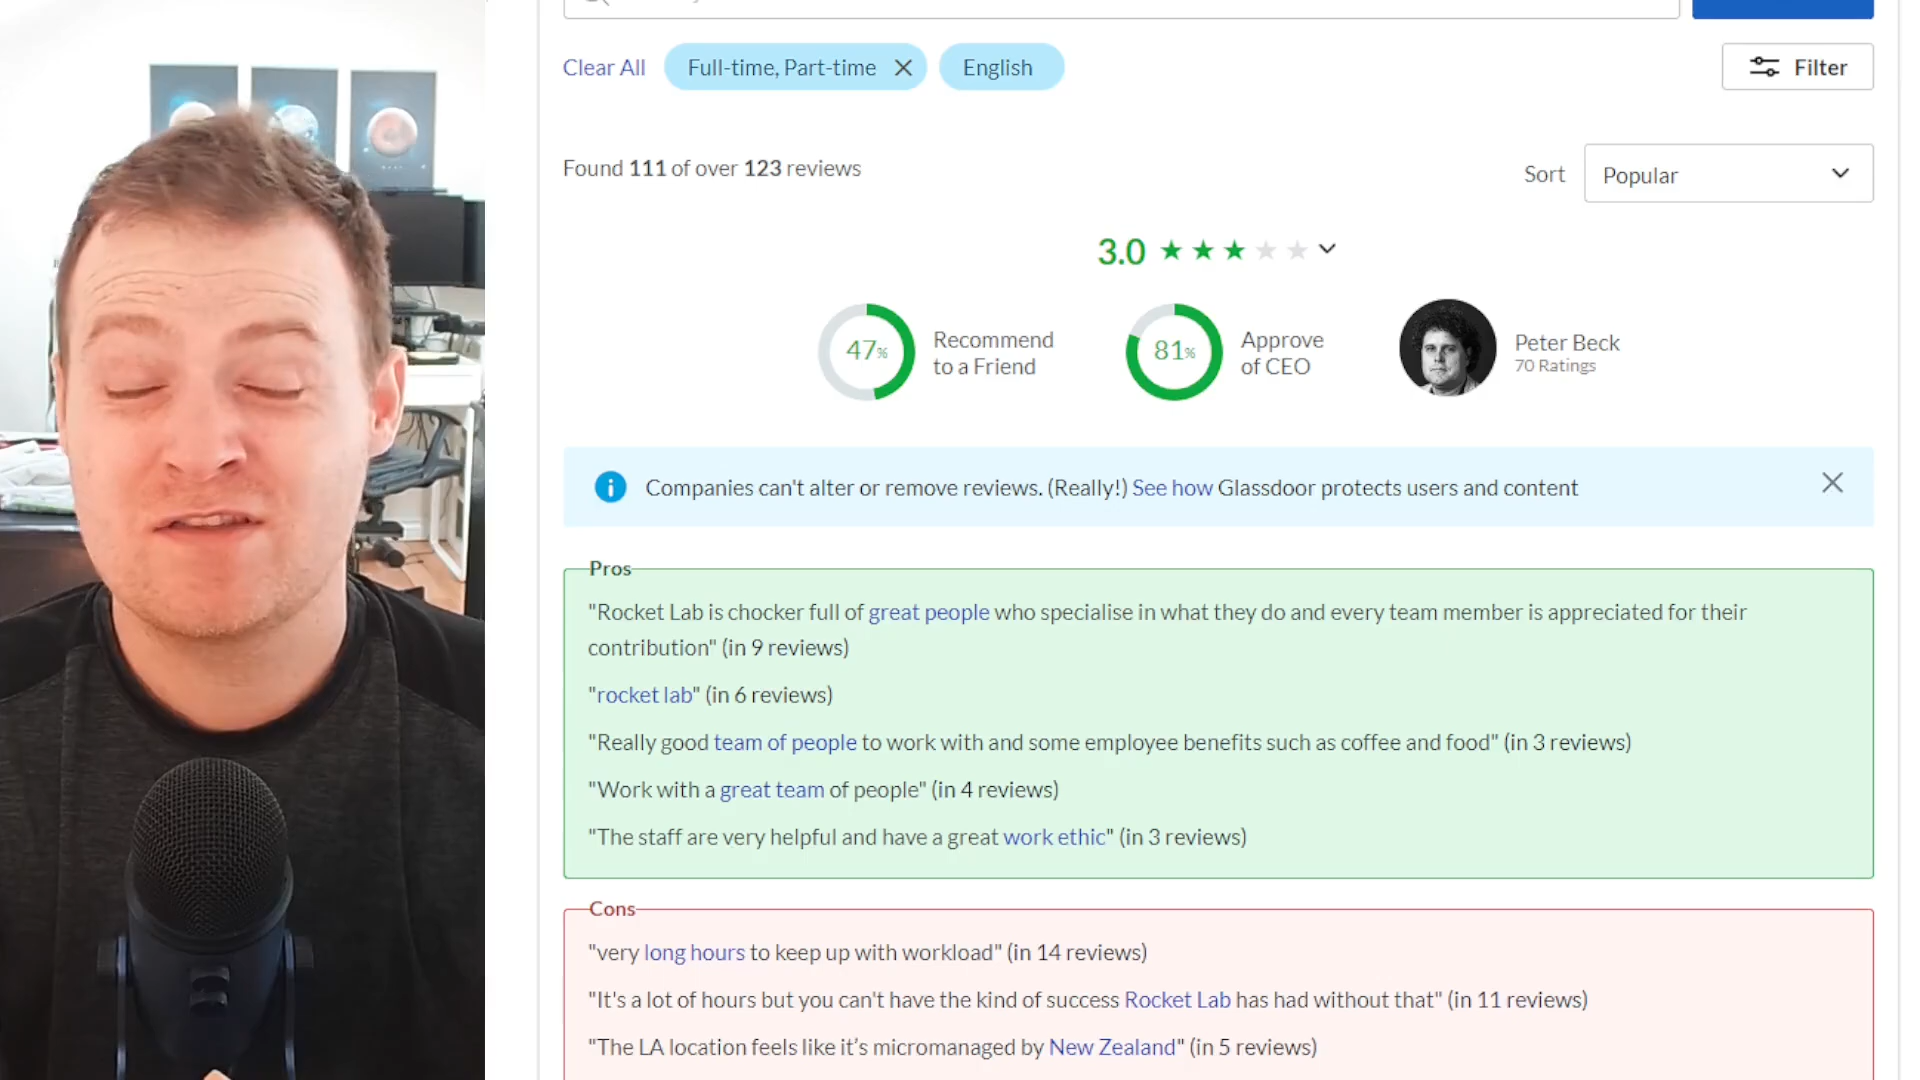 Clear All
Full-time, Part-time
English
Filter
Found 111 of over 123 reviews
Sort
Popular
3.0
47%
Recommend
to a Friend
81%
Approve
of CEO
Peter Beck
70 Ratings
Companies can't alter or remove reviews. (Really!) See how Glassdoor protects users and content
Pros
"Rocket Lab is chocker full of great people who specialise in what they do and every team member is appreciated for their
contribution" (in 9 reviews)
"rocket lab" (in 6 reviews)
"Really good team of people to work with and some employee benefits such as coffee and food" (in 3 reviews)
"Work with a great team of people" (in 4 reviews)
"The staff are very helpful and have a great work ethic" (in 3 reviews)
Cons
"very long hours to keep up with workload" (in 14 reviews)
"It's a lot of hours but you can't have the kind of success Rocket Lab has had without that" (in 11 reviews)
"The LA location feels like it’s micromanaged by New Zealand" (in 5 reviews)